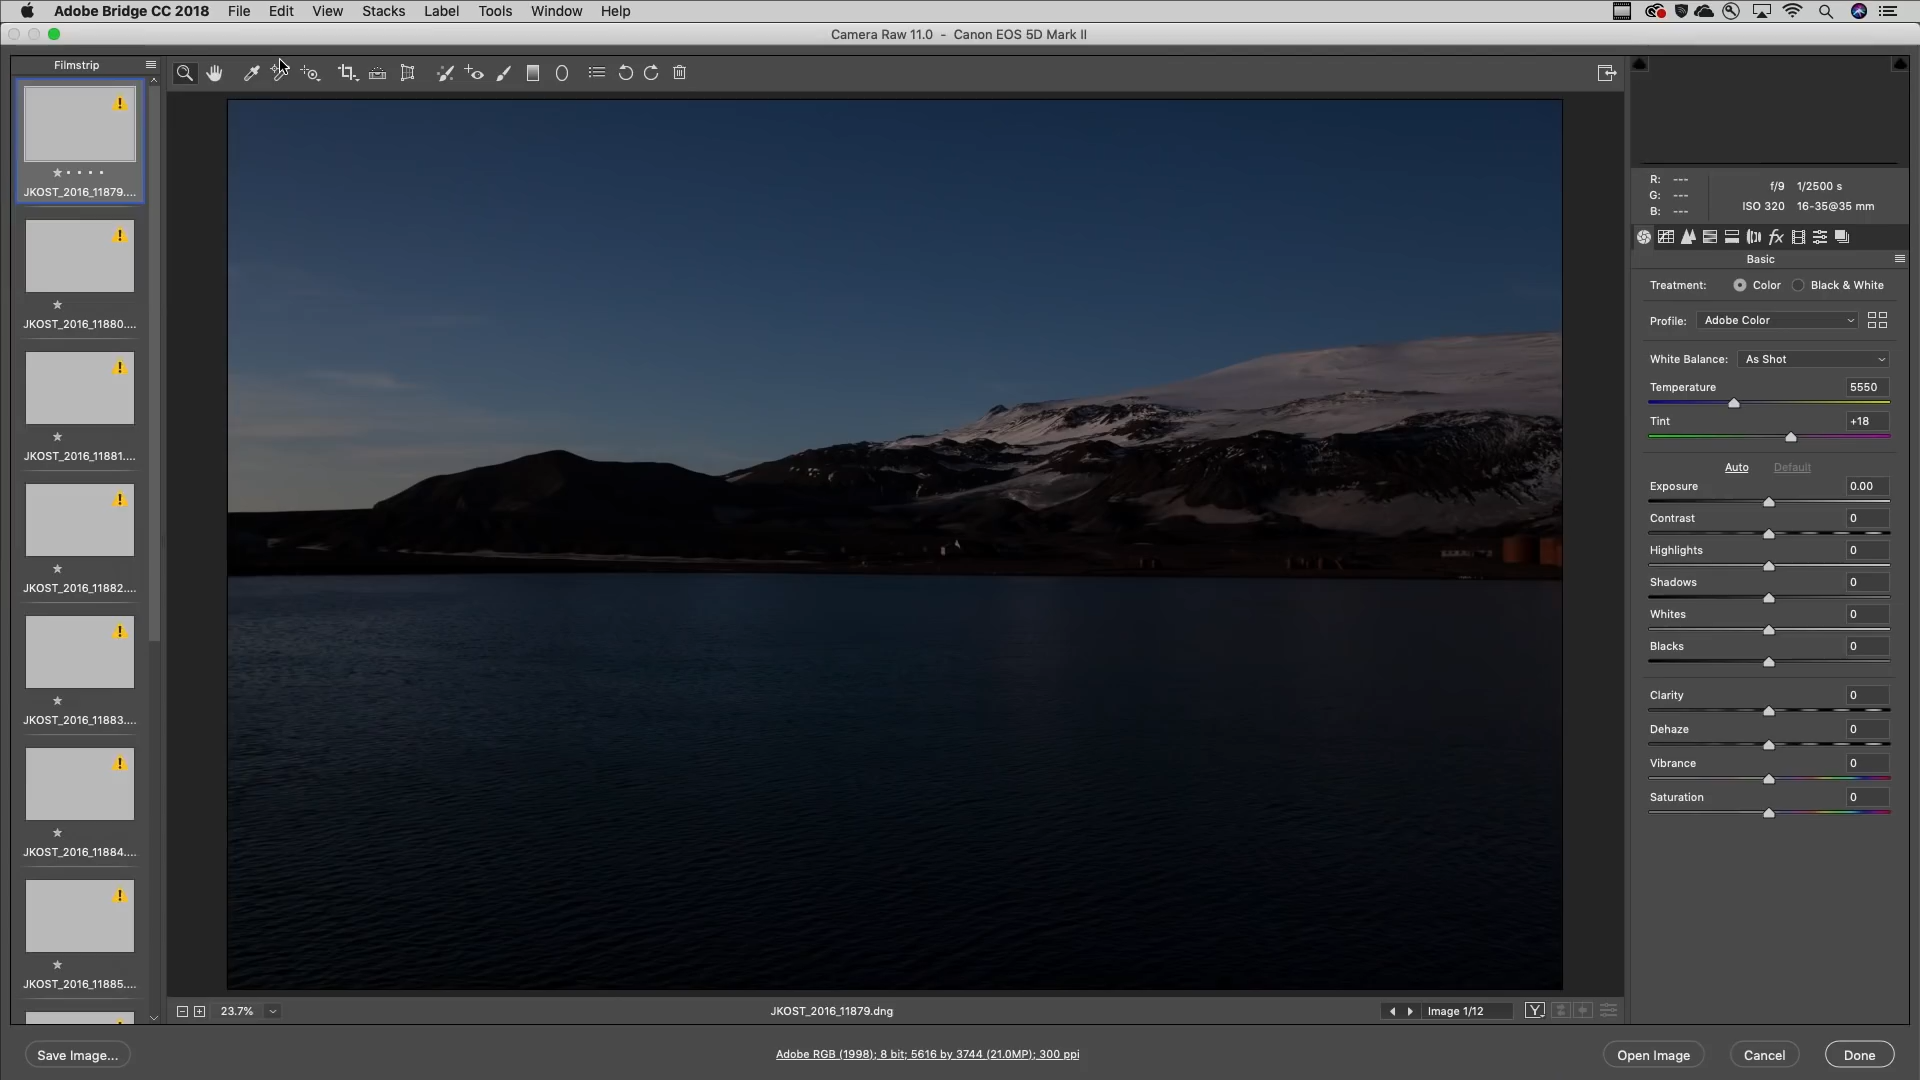 Adobe Bridge CC 2018 File Edit View Stacks Label Tools Window Help
Camera Raw 11.0 - Canon EOS 5D Mark II
Filmstrip
JKOST_2016_11879....
JKOST_2016_11880....
JKOST_2016_11881....
JKOST_2016_11882....
JKOST_2016_11883....
JKOST_2016_11884....
JKOST_2016_11885....
R: ---
G: ---
B: ---
f/9 1/2500 s
ISO 320 16-35@35 mm
Basic
Treatment: Color Black & White
Profile: Adobe Color
White Balance: As Shot
Temperature 5550
Tint +18
Auto Default
Exposure 0.00
Contrast 0
Highlights 0
Shadows 0
Whites 0
Blacks 0
Clarity 0
Dehaze 0
Vibrance 0
Saturation 0
23.7% JKOST_2016_11879.dng Image 1/12 Y
Save Image... Adobe RGB (1998); 8 bit; 5616 by 3744 (21.0MP); 300 ppi Open Image Cancel Done